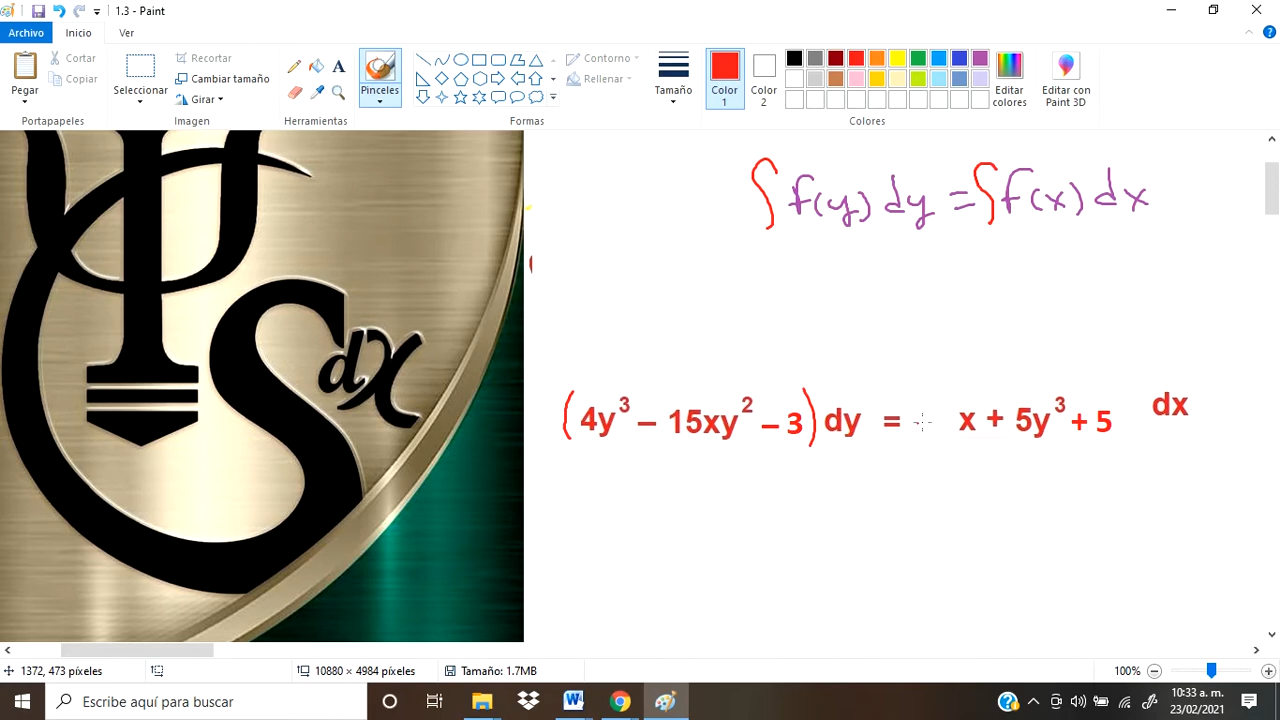 1.3 - Paint
Archivo Inicio Ver
Pegar
Cortar
Copiar
Portapapeles
Seleccionar
Recortar
Cambiar tamaño
Girar
Imagen
A
Herramientas
Pinceles
Contorno
Rellenar
Formas
Tamaño
Color 1
Color 2
Editar colores
Editar con Paint 3D
Colores
∫ f(y) dy = ∫ f(x) dx
dx
(4y³ – 15xy² – 3) dy = x + 5y³ + 5 dx
1372, 473 píxeles
10880 × 4984 píxeles
Tamaño: 1.7MB
100%
Escribe aquí para buscar
10:33 a. m.
23/02/2021